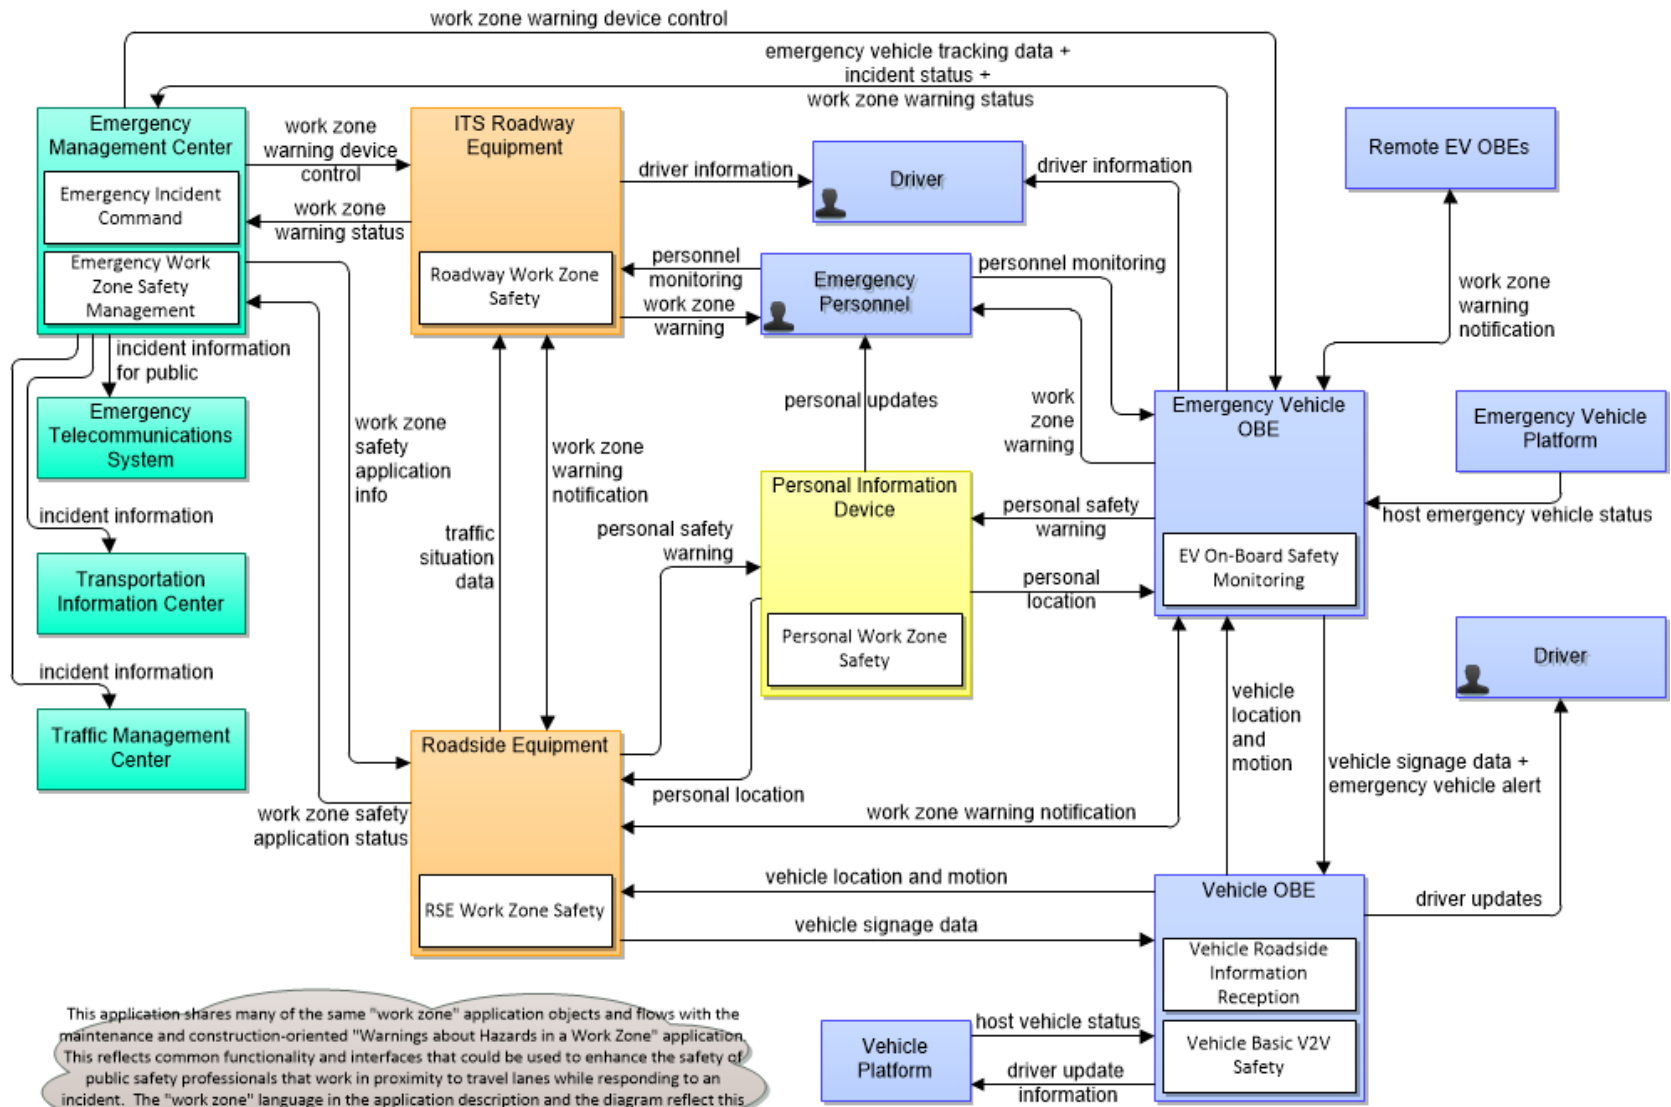 work zone warning device control
emergency vehicle tracking data +
incident status +
work zone warning status
Emergency
Management Center
Emergency Incident
Command
Emergency Work
Zone Safety
Management
work zone
warning device
control
work zone
warning status
ITS Roadway
Equipment
Roadway Work Zone
Safety
driver information
Driver
driver information
Remote EV OBEs
personnel
monitoring
work zone
warning
Emergency
Personnel
personnel monitoring
work zone
warning
notification
incident information
for public
Emergency
Telecommunications
System
work zone
safety
application
info
work zone
warning
notification
personal updates
work
zone
warning
Emergency Vehicle
OBE
EV On-Board Safety
Monitoring
Emergency Vehicle
Platform
host emergency vehicle status
incident information
Transportation
Information Center
traffic
situation
data
personal safety
warning
Personal Information
Device
Personal Work Zone
Safety
personal safety
warning
personal
location
incident information
Traffic Management
Center
Driver
vehicle
location
and
motion
vehicle signage data +
emergency vehicle alert
Roadside Equipment
RSE Work Zone Safety
personal location
work zone safety
application status
work zone warning notification
vehicle location and motion
vehicle signage data
Vehicle OBE
Vehicle Roadside
Information
Reception
Vehicle Basic V2V
Safety
driver updates
host vehicle status
Vehicle
Platform
driver update
information
This application shares many of the same "work zone" application objects and flows with the
maintenance and construction-oriented "Warnings about Hazards in a Work Zone" application.
This reflects common functionality and interfaces that could be used to enhance the safety of
public safety professionals that work in proximity to travel lanes while responding to an
incident. The "work zone" language in the application description and the diagram reflect this